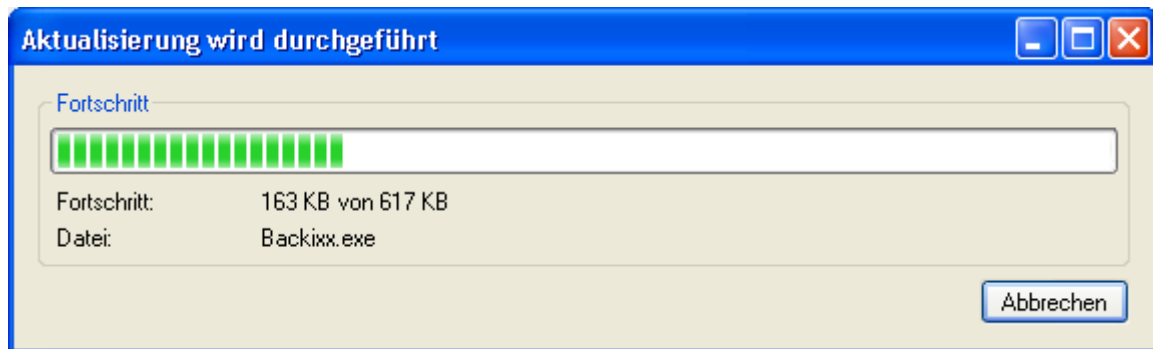 Aktualisierung wird durchgeführt
Fortschritt
Fortschritt: 163 KB von 617 KB
Datei: Backixx.exe
Abbrechen